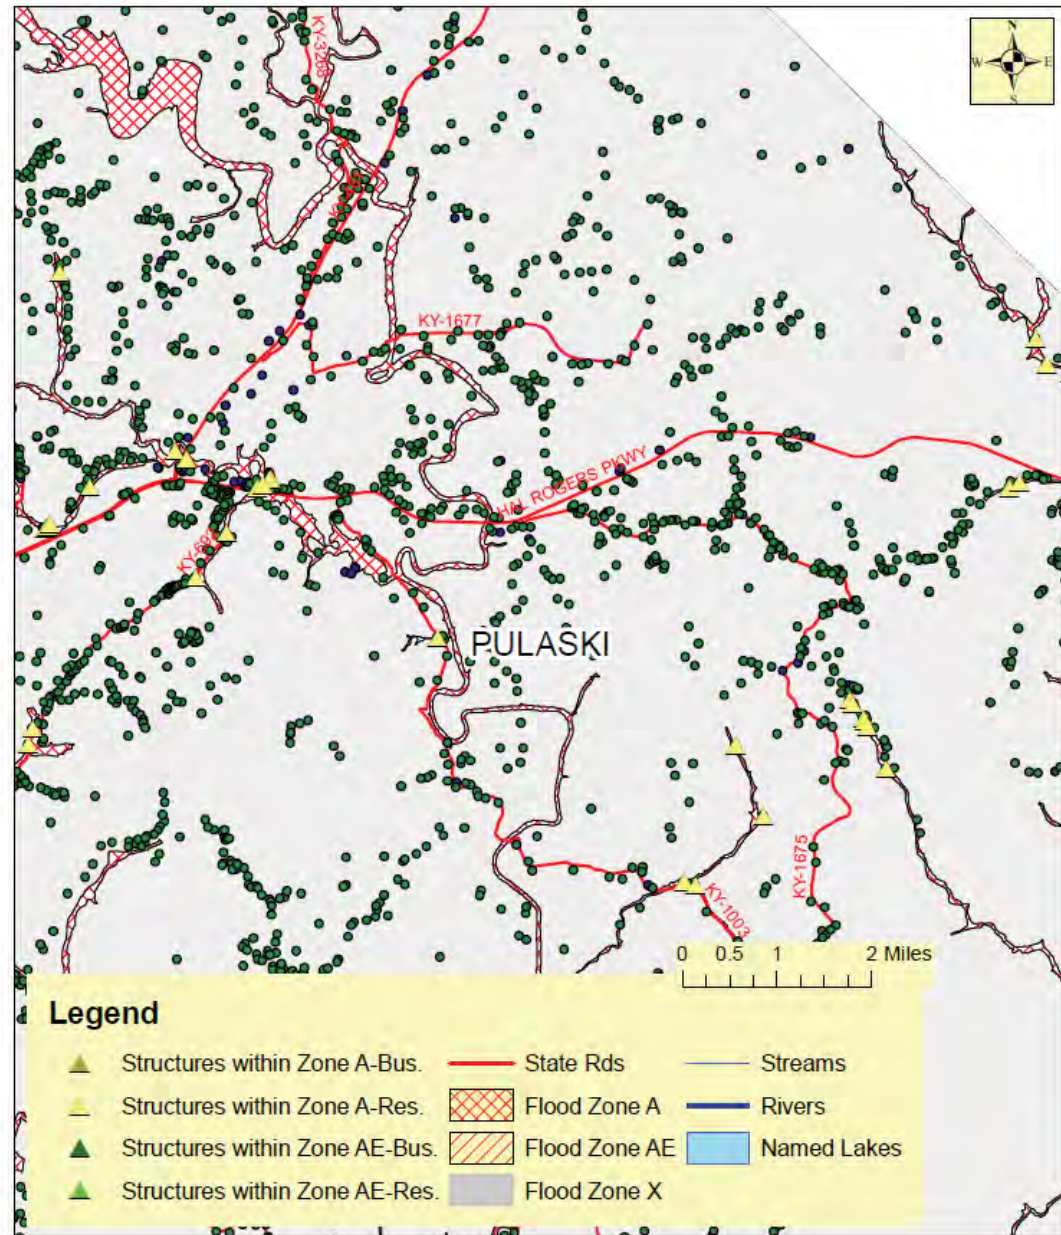 N
W E
S
KY-3268
KY-1677
HAL ROGERS PKWY
PULASKI
KY-1675
KY-1003
0 0.5 1 2 Miles
Legend
Structures within Zone A-Bus.
Structures within Zone A-Res.
Structures within Zone AE-Bus.
Structures within Zone AE-Res.
State Rds
Flood Zone A
Flood Zone AE
Flood Zone X
Streams
Rivers
Named Lakes